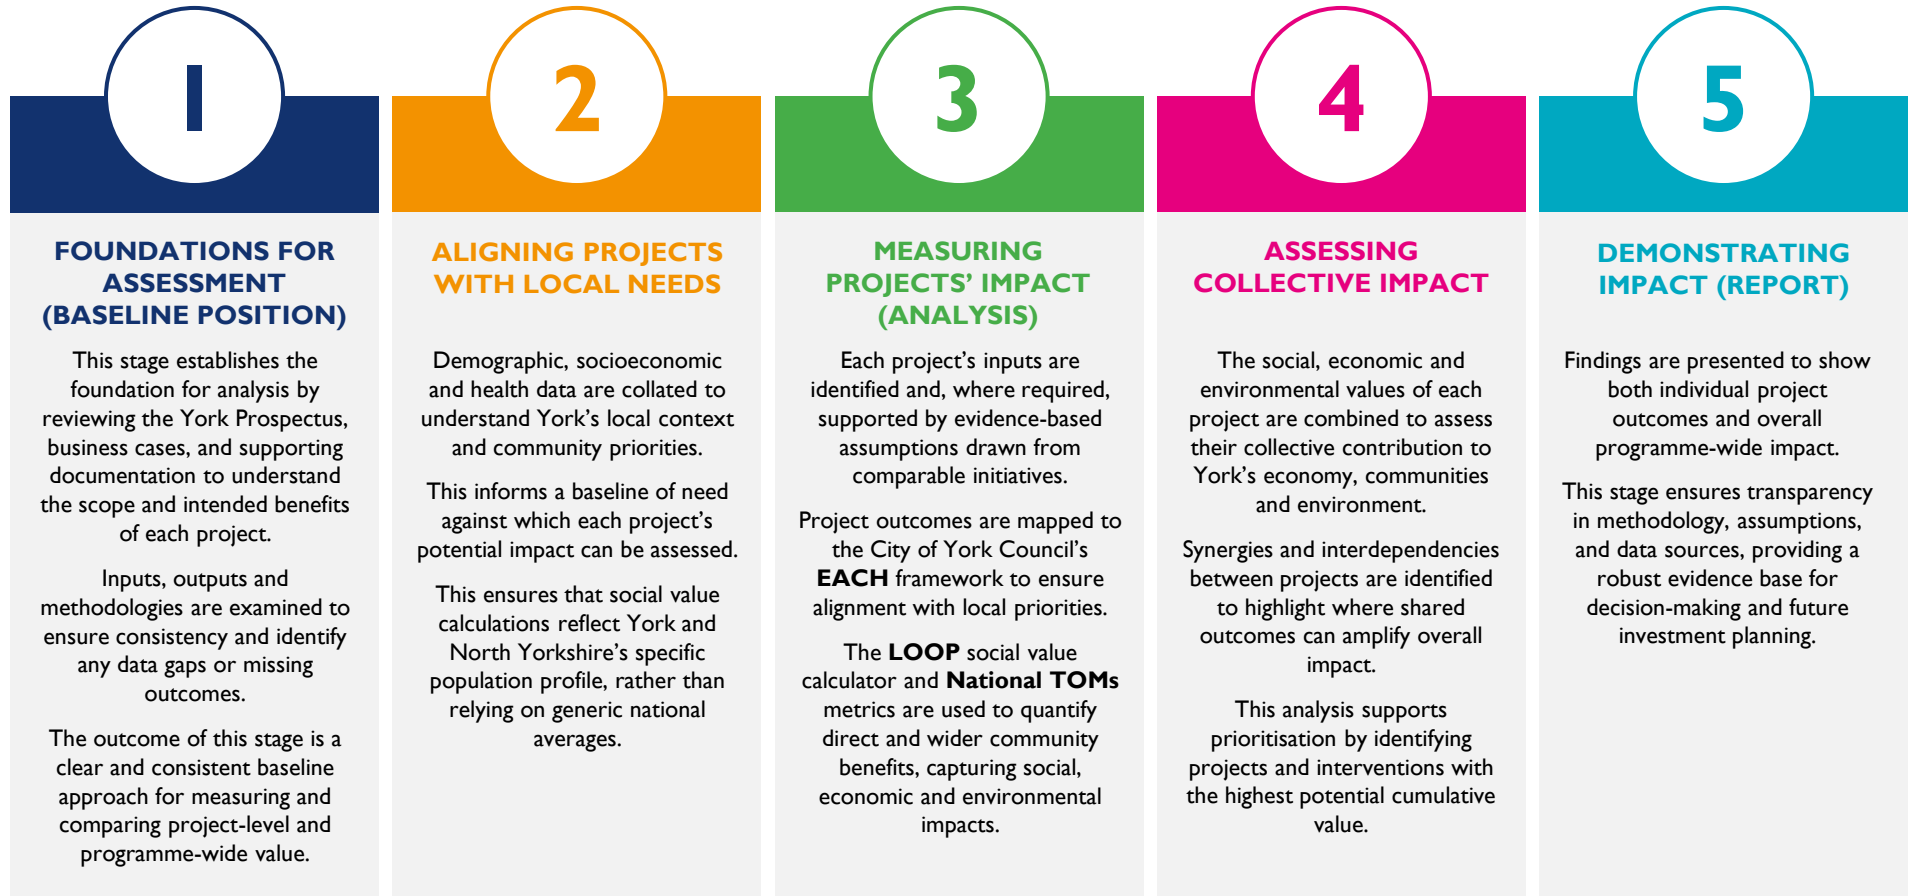 1
FOUNDATIONS FOR
ASSESSMENT
(BASELINE POSITION)
This stage establishes the
foundation for analysis by
reviewing the York Prospectus,
business cases, and supporting
documentation to understand
the scope and intended benefits
of each project.
Inputs, outputs and
methodologies are examined to
ensure consistency and identify
any data gaps or missing
outcomes.
The outcome of this stage is a
clear and consistent baseline
approach for measuring and
comparing project-level and
programme-wide value.
2
ALIGNING PROJECTS
WITH LOCAL NEEDS
Demographic, socioeconomic
and health data are collated to
understand York's local context
and community priorities.
This informs a baseline of need
against which each project's
potential impact can be assessed.
This ensures that social value
calculations reflect York and
North Yorkshire's specific
population profile, rather than
relying on generic national
averages.
3
MEASURING
PROJECTS' IMPACT
(ANALYSIS)
Each project's inputs are
identified and, where required,
supported by evidence-based
assumptions drawn from
comparable initiatives.
Project outcomes are mapped to
the City of York Council's
EACH framework to ensure
alignment with local priorities.
The LOOP social value
calculator and National TOMs
metrics are used to quantify
direct and wider community
benefits, capturing social,
economic and environmental
impacts.
4
ASSESSING
COLLECTIVE IMPACT
The social, economic and
environmental values of each
project are combined to assess
their collective contribution to
York's economy, communities
and environment.
Synergies and interdependencies
between projects are identified
to highlight where shared
outcomes can amplify overall
impact.
This analysis supports
prioritisation by identifying
projects and interventions with
the highest potential cumulative
value.
5
DEMONSTRATING
IMPACT (REPORT)
Findings are presented to show
both individual project
outcomes and overall
programme-wide impact.
This stage ensures transparency
in methodology, assumptions,
and data sources, providing a
robust evidence base for
decision-making and future
investment planning.